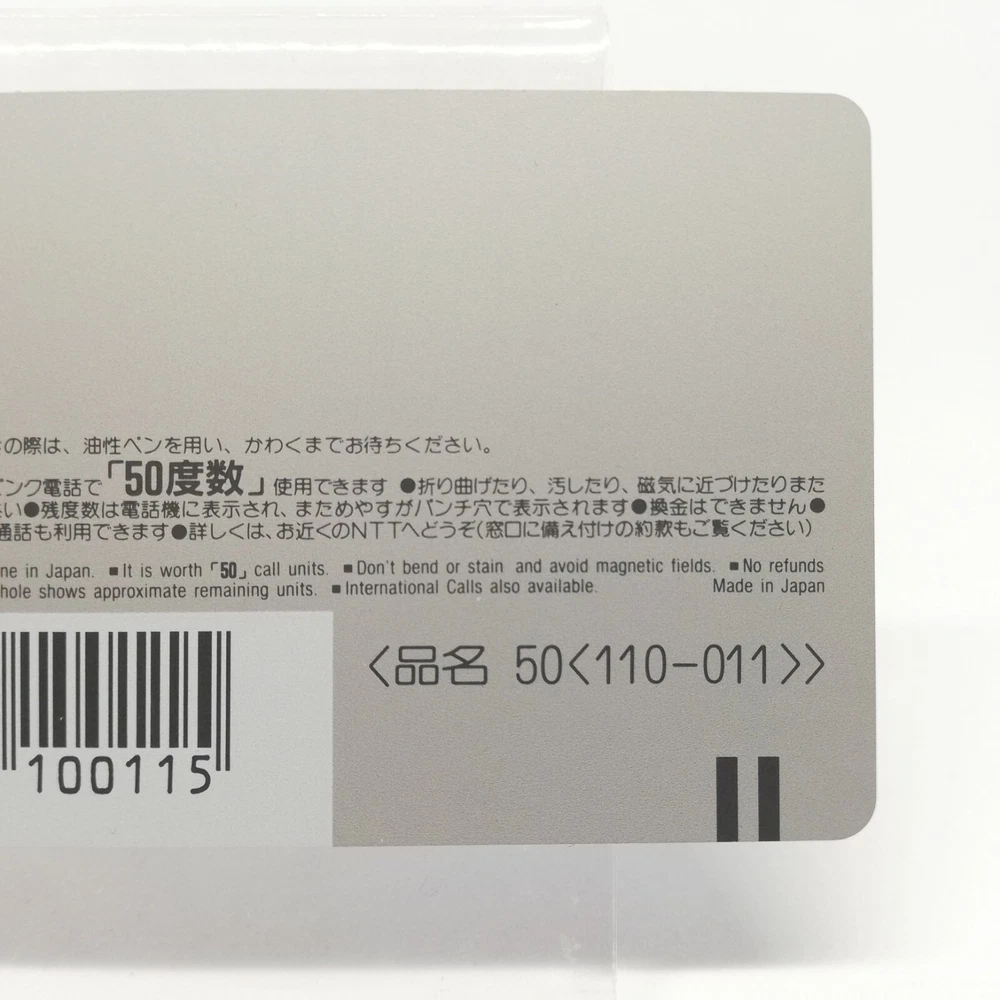 の際は、油性ペンを用い、かわくまでお待ちください。
ンク電話で「50度数」使用できます ●折り曲げたり、汚したり、磁気に近づけたりまた
い●残度数は電話機に表示され、まためやすがパンチ穴で表示されます●換金はできません●
通話も利用できます●詳しくは、お近くのNTTへどうぞ(窓口に備え付けの約款もご覧ください)
ne in Japan. ■It is worth「50」call units. ■Don't bend or stain and avoid magnetic fields. ■No refunds
hole shows approximate remaining units. ■International Calls also available. Made in Japan
<品名 50<110-011>>
100115